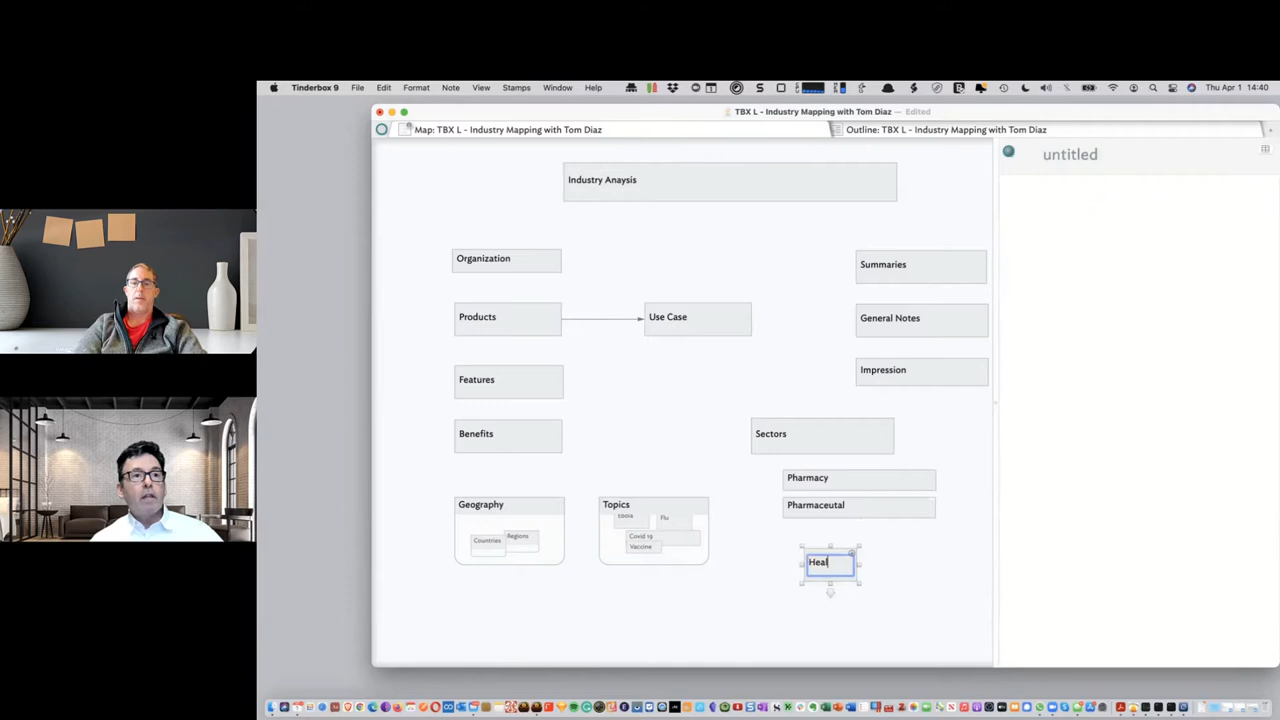 Tinderbox 9 File Edit Format Note View Stamps Window Help Thu Apr 1 14:40
TBX L - Industry Mapping with Tom Diaz — Edited
Map: TBX L - Industry Mapping with Tom Diaz
Outline: TBX L - Industry Mapping with Tom Diaz
untitled
Industry Anaysis
Organization
Summaries
Products
Use Case
General Notes
Impression
Features
Benefits
Sectors
Pharmacy
Pharmaceutal
Geography
Countries
Regions
Topics
Ebola
Flu
Covid 19
Vaccine
Heal